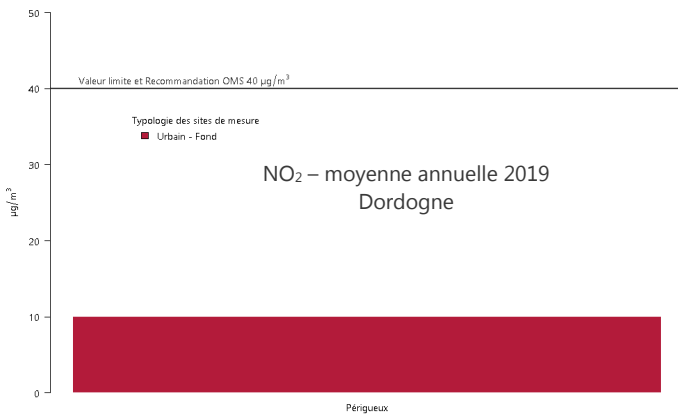 50
Valeur limite et Recommandation OMS 40 µg/m³
40
Typologie des sites de mesure
Urbain - Fond
30
NO₂ – moyenne annuelle 2019
Dordogne
µg/m³
20
10
0
Périgueux